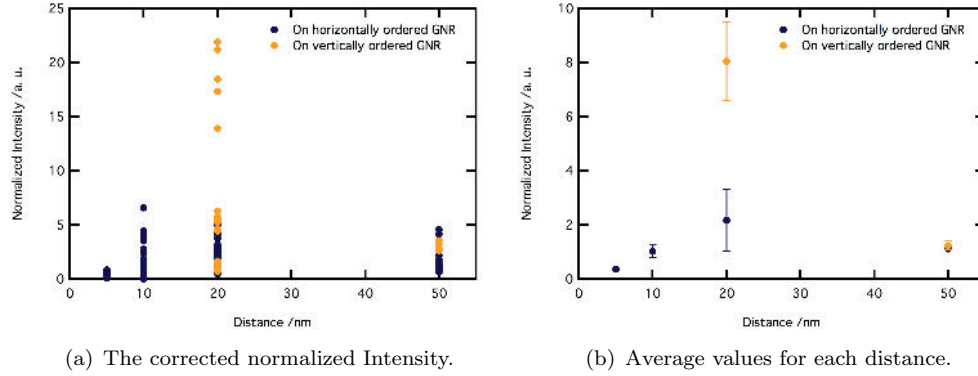 25
20
15
10
5
0
Normalized Intensity /a. u.
On horizontally ordered GNR
On vertically ordered GNR
0 10 20 30 40 50
Distance /nm
(a) The corrected normalized Intensity.
10
8
6
4
2
0
Normalized Intensity /a. u.
On horizontally ordered GNR
On vertically ordered GNR
0 10 20 30 40 50
Distance /nm
(b) Average values for each distance.